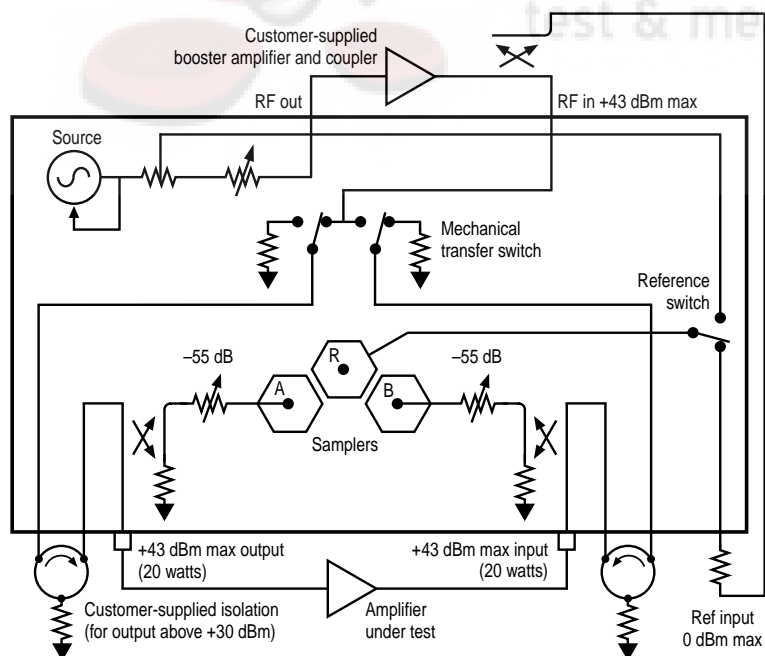 test & me
Customer-supplied
booster amplifier and coupler
RF out
RF in +43 dBm max
Source
Mechanical
transfer switch
Reference
switch
–55 dB
R
–55 dB
A
B
Samplers
+43 dBm max output
(20 watts)
+43 dBm max input
(20 watts)
Customer-supplied isolation
(for output above +30 dBm)
Amplifier
under test
Ref input
0 dBm max